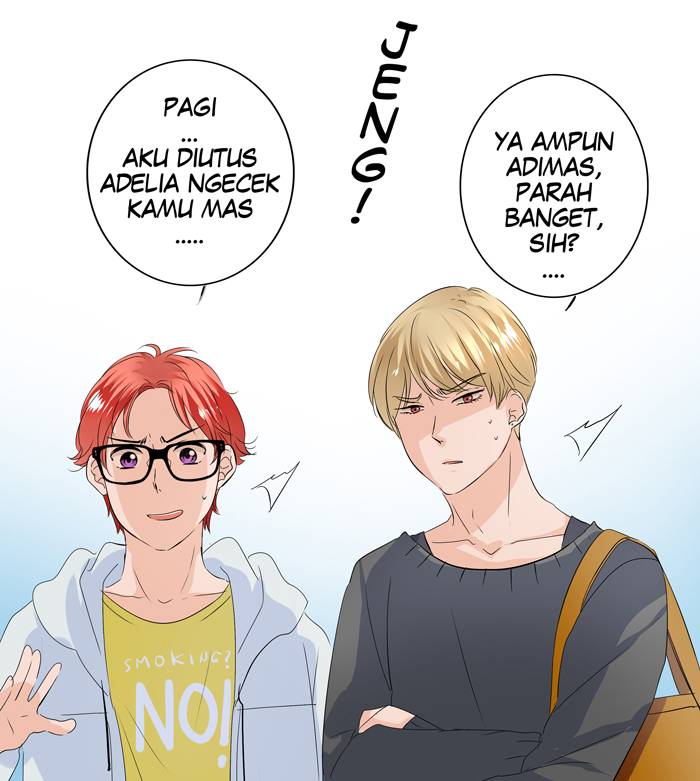 PAGI
...
AKU DIUTUS
ADELIA NGECEK
KAMU MAS
.....
JENG!
YA AMPUN
ADIMAS,
PARAH
BANGET,
SIH?
....
SMOKING?
NO!